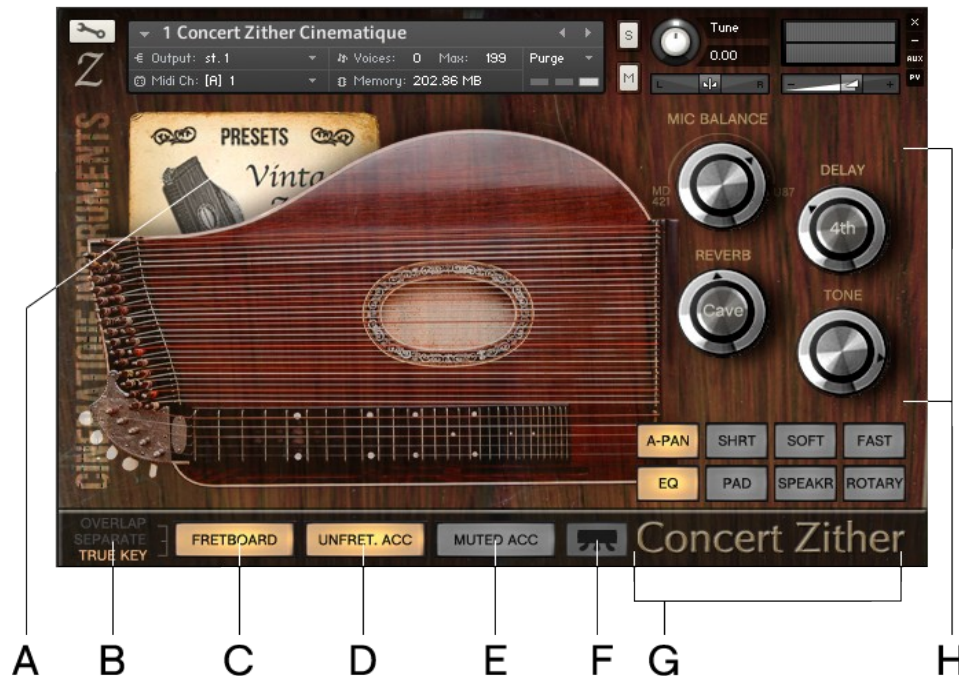 1 Concert Zither Cinematique
Output: st. 1
Voices: 0 Max: 199
Purge
Midi Ch: [A] 1
Memory: 202.86 MB
S
M
Tune
0.00
L
R
-
+
×
-
AUX
PV
Z
CINEMATIQUE INSTRUMENTS
PRESETS
Vinta
MIC BALANCE
MD 421
U87
DELAY
4th
REVERB
Cave
TONE
A-PAN SHRT SOFT FAST
EQ PAD SPEAKR ROTARY
OVERLAP
SEPARATE
TRUE KEY
FRETBOARD
UNFRET. ACC
MUTED ACC
Concert Zither
A B C D E F G H